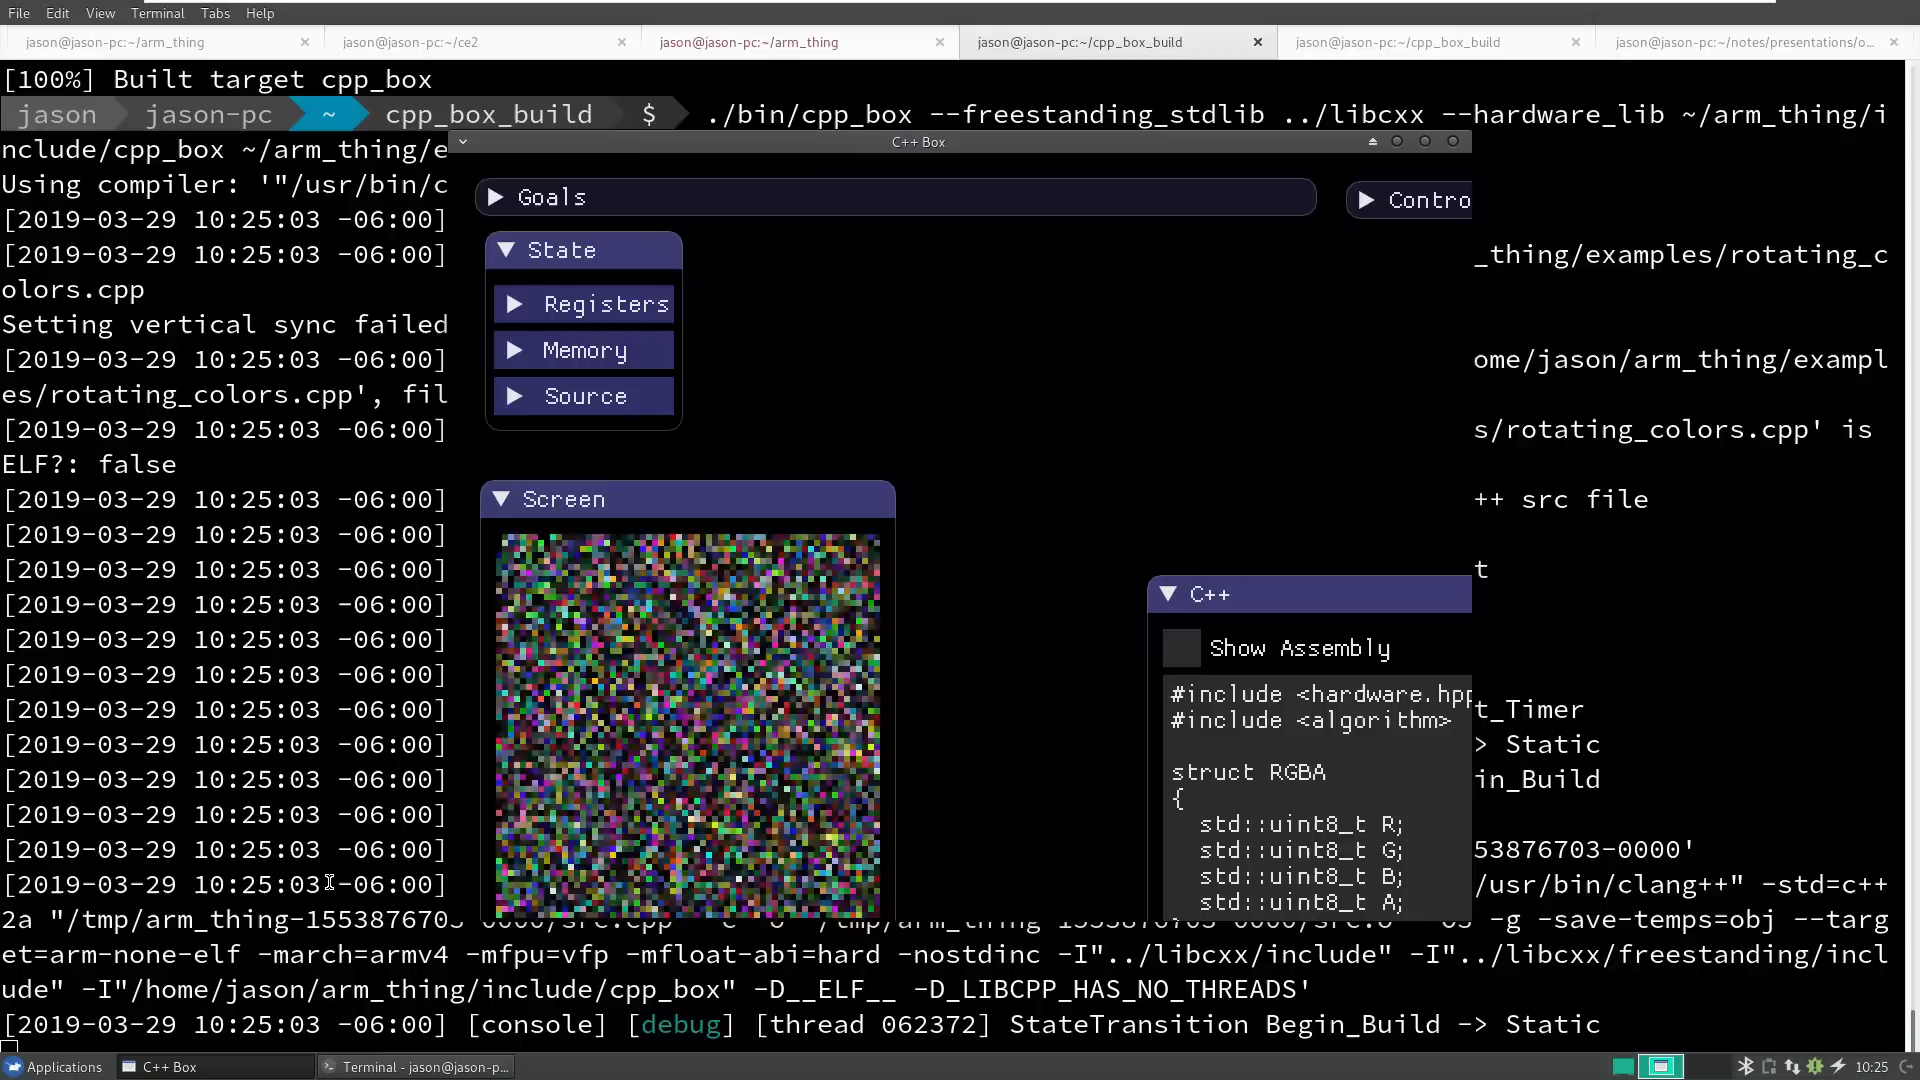 File Edit View Terminal Tabs Help
jason@jason-pc:~/arm_thing jason@jason-pc:~/ce2 jason@jason-pc:~/arm_thing jason@jason-pc:~/cpp_box_build jason@jason-pc:~/cpp_box_build jason@jason-pc:~/notes/presentations/o...
[100%] Built target cpp_box
jason jason-pc ~ cpp_box_build $ ./bin/cpp_box --freestanding_stdlib ../libcxx --hardware_lib ~/arm_thing/i
nclude/cpp_box ~/arm_thing/e
C++ Box
Using compiler: '"/usr/bin/c
Goals
Contro
[2019-03-29 10:25:03 -06:00]
[2019-03-29 10:25:03 -06:00] _thing/examples/rotating_c
State
olors.cpp
Registers
Setting vertical sync failed
Memory
[2019-03-29 10:25:03 -06:00] ome/jason/arm_thing/exampl
es/rotating_colors.cpp', fil
Source
[2019-03-29 10:25:03 -06:00] s/rotating_colors.cpp' is
ELF?: false
[2019-03-29 10:25:03 -06:00] ++ src file
Screen
[2019-03-29 10:25:03 -06:00]
[2019-03-29 10:25:03 -06:00] t
[2019-03-29 10:25:03 -06:00]
C++
[2019-03-29 10:25:03 -06:00]
Show Assembly
[2019-03-29 10:25:03 -06:00]
#include <hardware.hpp
[2019-03-29 10:25:03 -06:00] t_Timer
#include <algorithm>
[2019-03-29 10:25:03 -06:00] > Static
struct RGBA
[2019-03-29 10:25:03 -06:00] in_Build
{
[2019-03-29 10:25:03 -06:00]
std::uint8_t R;
[2019-03-29 10:25:03 -06:00] 53876703-0000'
std::uint8_t G;
[2019-03-29 10:25:03 -06:00] /usr/bin/clang++" -std=c++
std::uint8_t B;
std::uint8_t A;
2a "/tmp/arm_thing-1553876703-0000/src.cpp" -g -save-temps=obj --targ
et=arm-none-elf -march=armv4 -mfpu=vfp -mfloat-abi=hard -nostdinc -I"../libcxx/include" -I"../libcxx/freestanding/incl
ude" -I"/home/jason/arm_thing/include/cpp_box" -D__ELF__ -D_LIBCPP_HAS_NO_THREADS'
[2019-03-29 10:25:03 -06:00] [console] [debug] [thread 062372] StateTransition Begin_Build -> Static
Applications C++ Box Terminal - jason@jason-p... 10:25